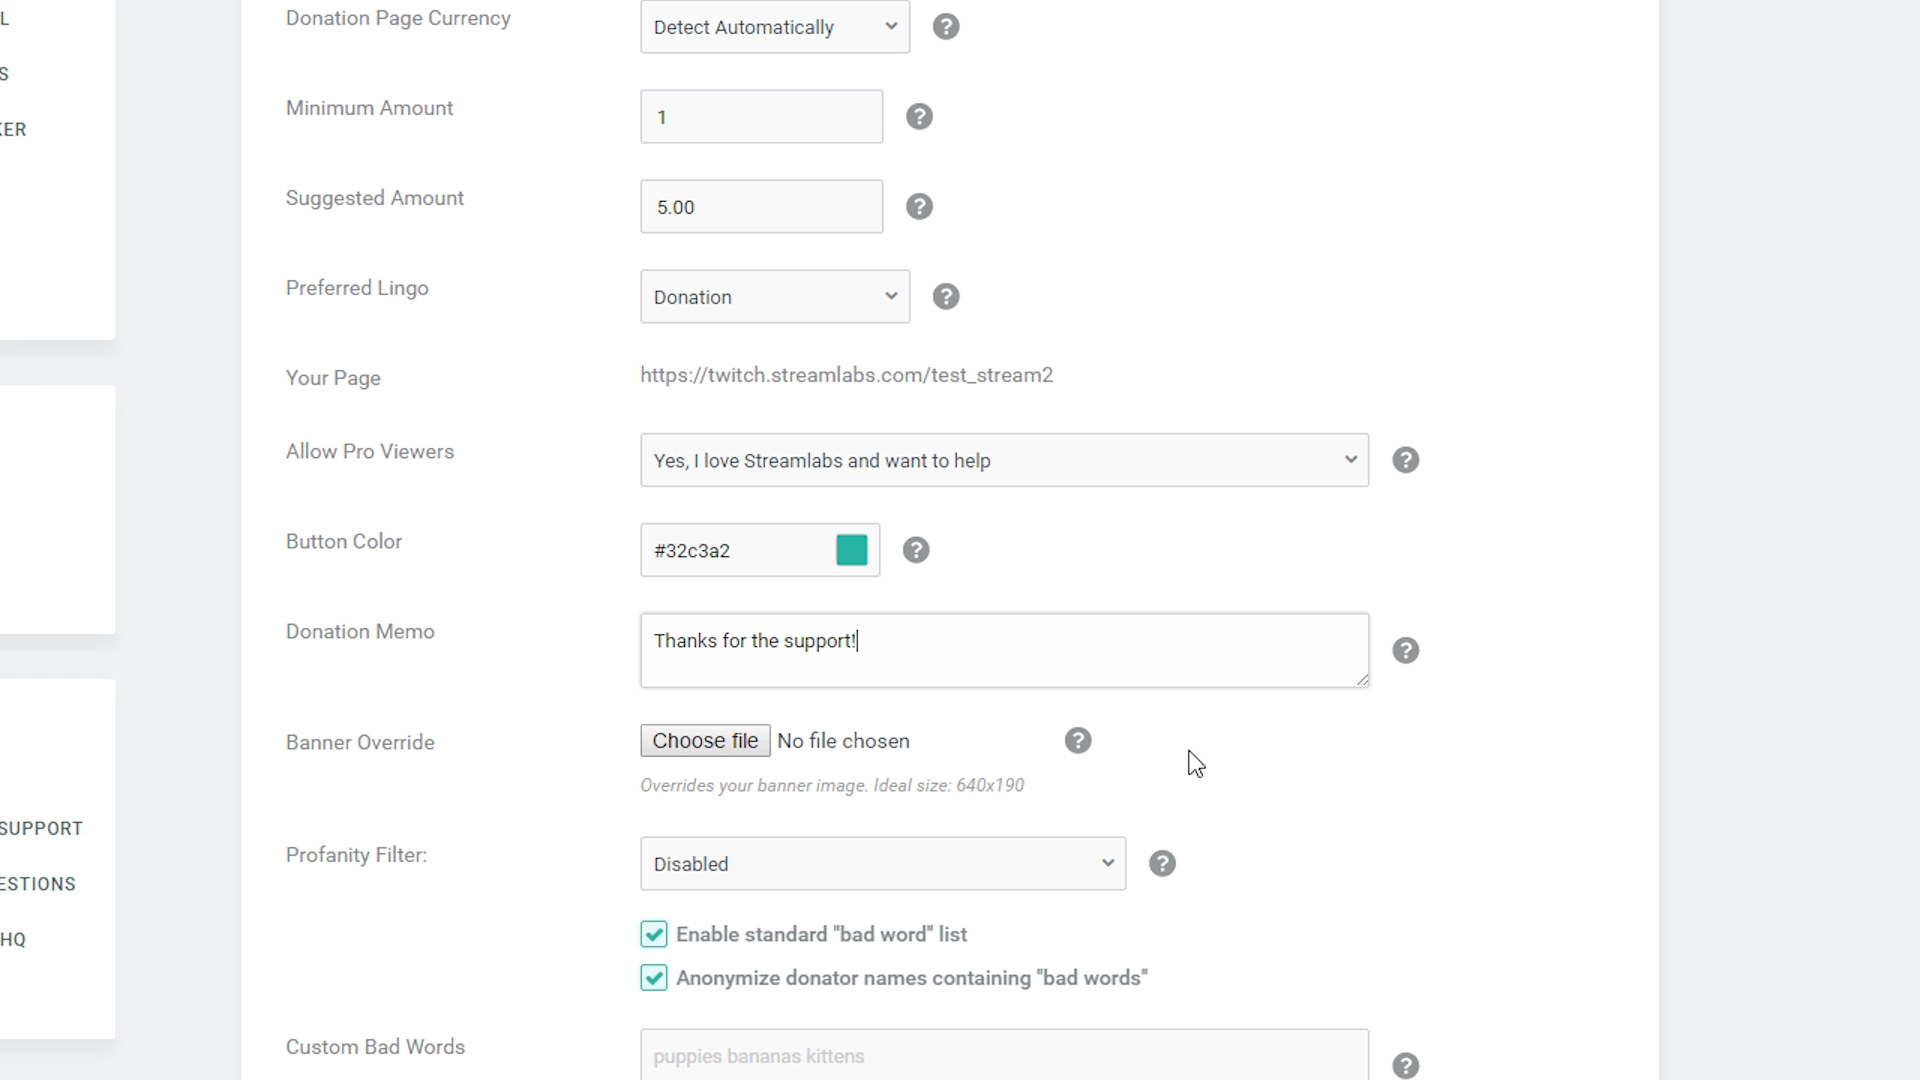 L
Donation Page Currency
Detect Automatically
?
S
Minimum Amount
1
?
KER
Suggested Amount
5.00
?
Preferred Lingo
Donation
?
Your Page
https://twitch.streamlabs.com/test_stream2
Allow Pro Viewers
Yes, I love Streamlabs and want to help
?
Button Color
#32c3a2
?
Donation Memo
Thanks for the support!
?
Banner Override
Choose file No file chosen
?
Overrides your banner image. Ideal size: 640x190
SUPPORT
Profanity Filter:
Disabled
?
ESTIONS
HQ
Enable standard "bad word" list
Anonymize donator names containing "bad words"
Custom Bad Words
puppies bananas kittens
?